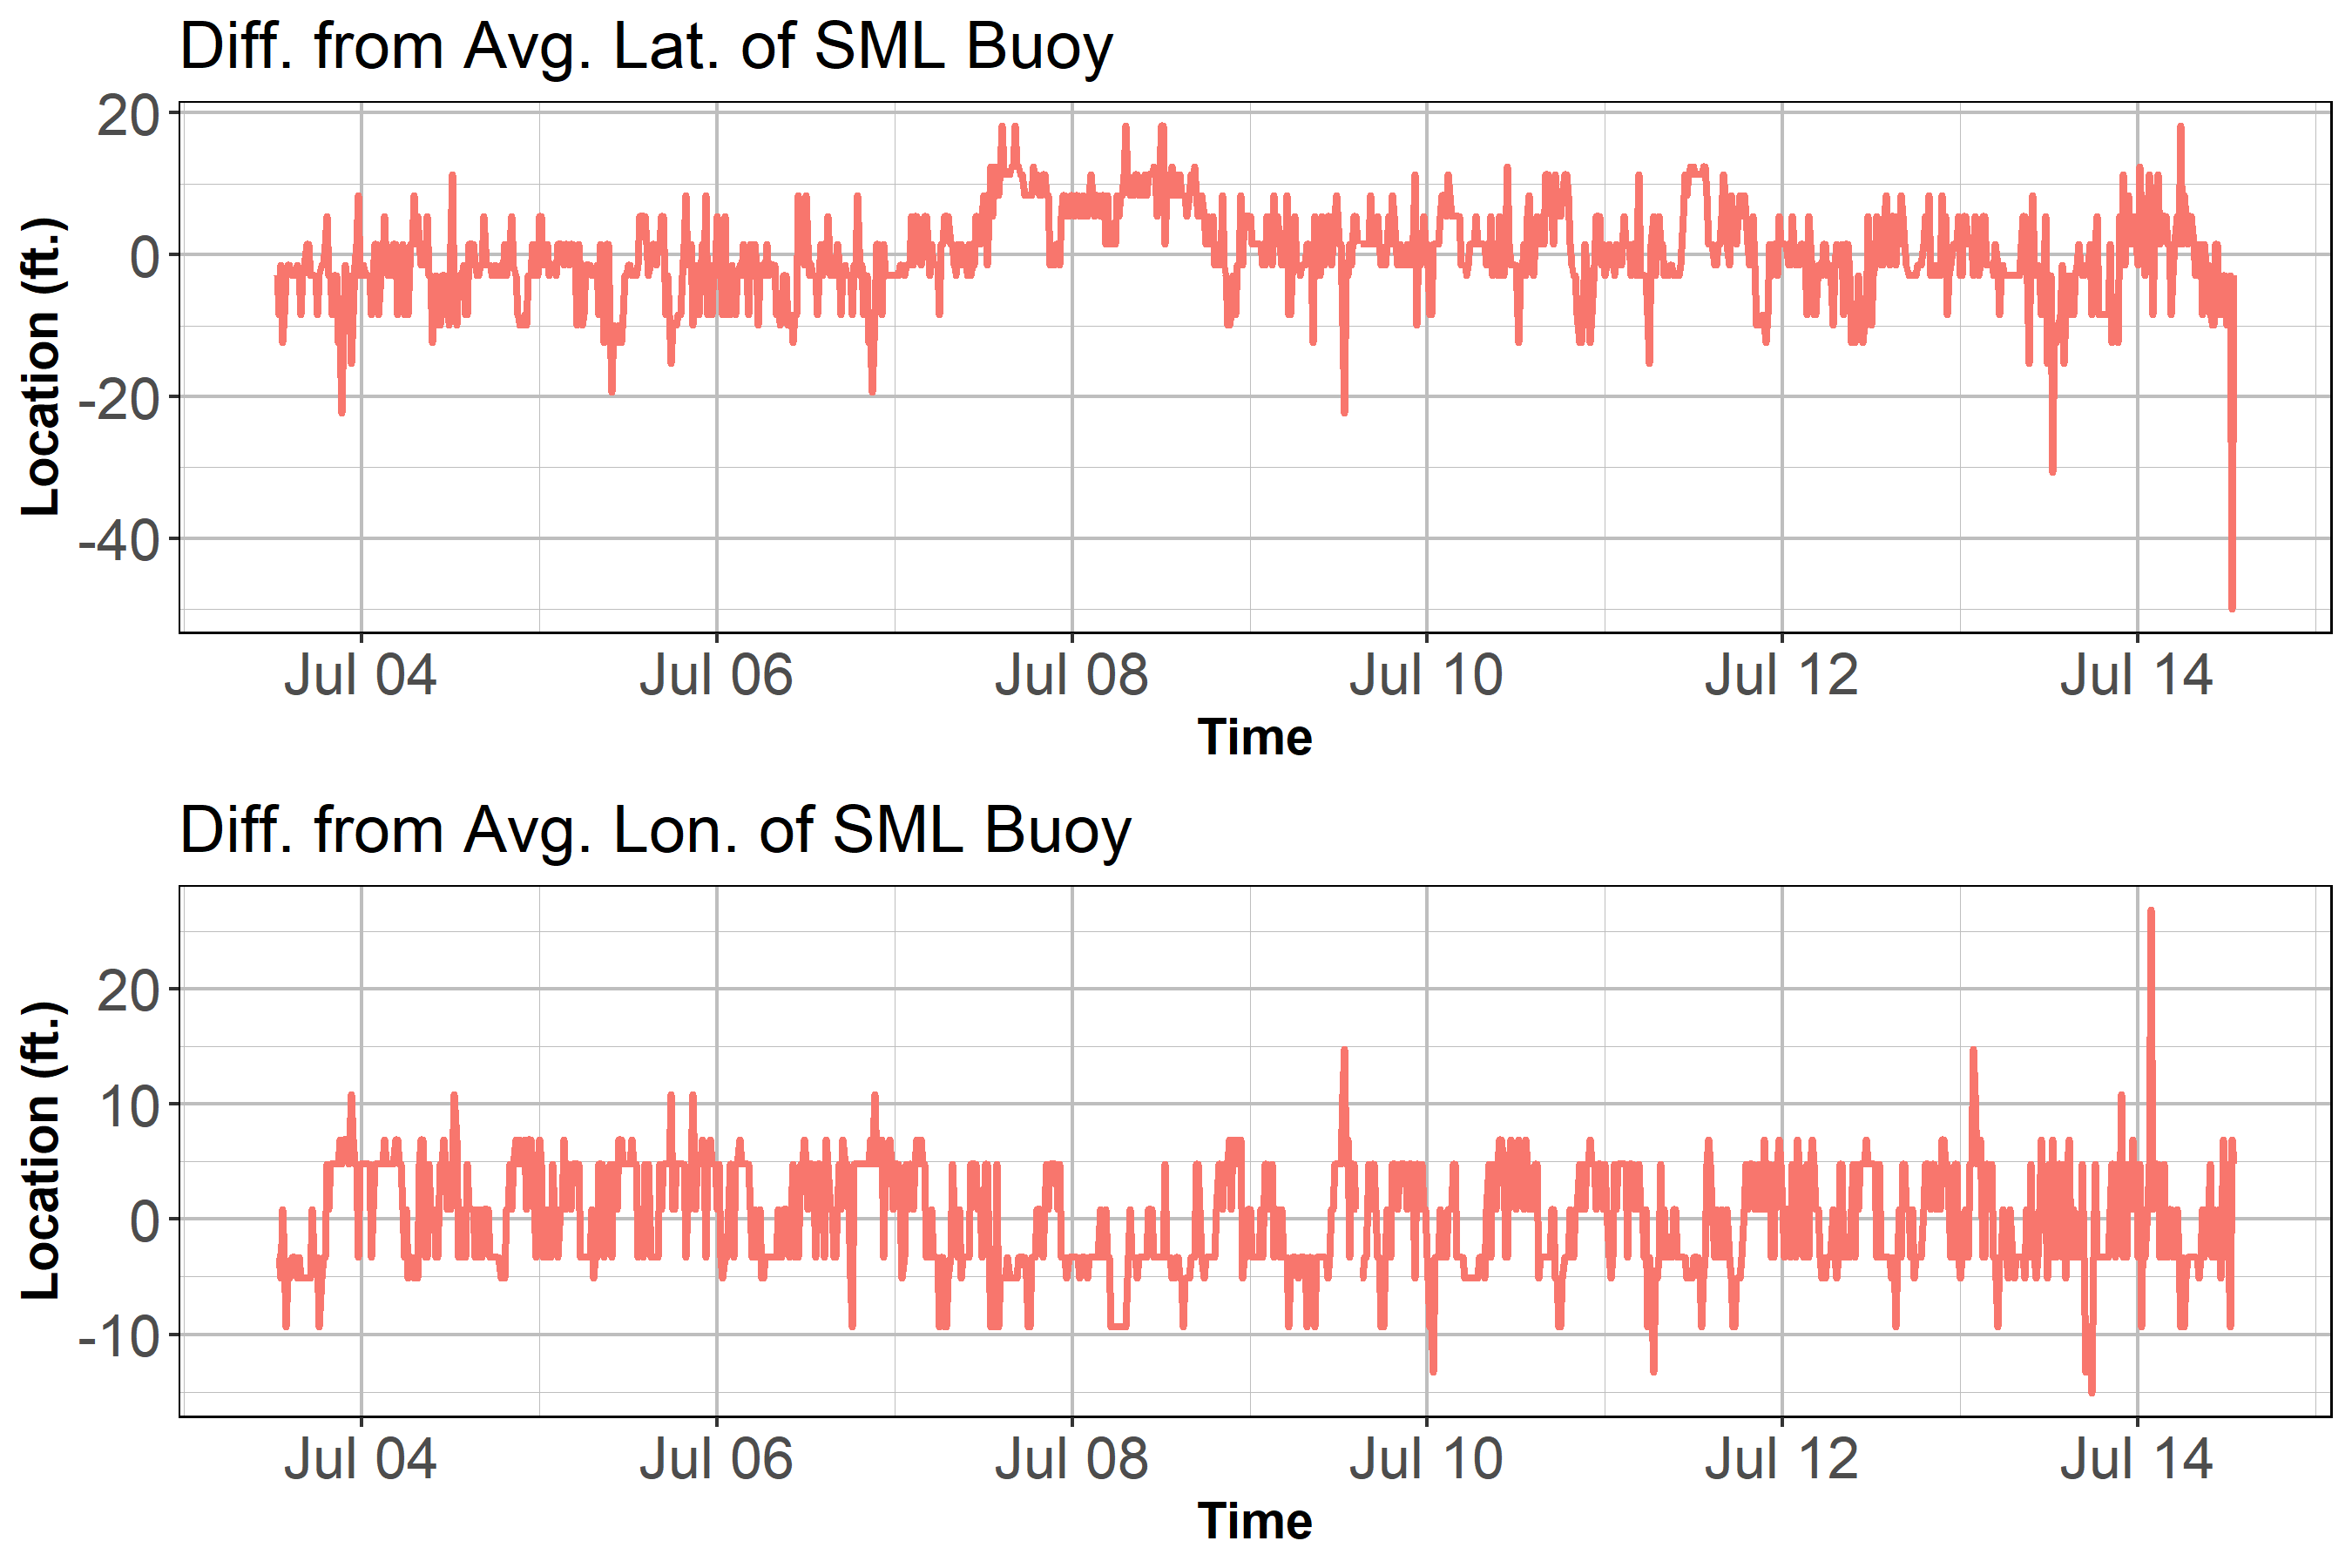 Diff. from Avg. Lat. of SML Buoy
Location (ft.)
20
0
-20
-40
Jul 04 Jul 06 Jul 08 Jul 10 Jul 12 Jul 14
Time
Diff. from Avg. Lon. of SML Buoy
Location (ft.)
20
10
0
-10
Jul 04 Jul 06 Jul 08 Jul 10 Jul 12 Jul 14
Time